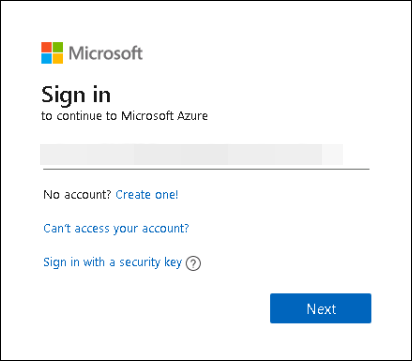 Microsoft
Sign in
to continue to Microsoft Azure
No account? Create one!
Can't access your account?
Sign in with a security key ?
Next